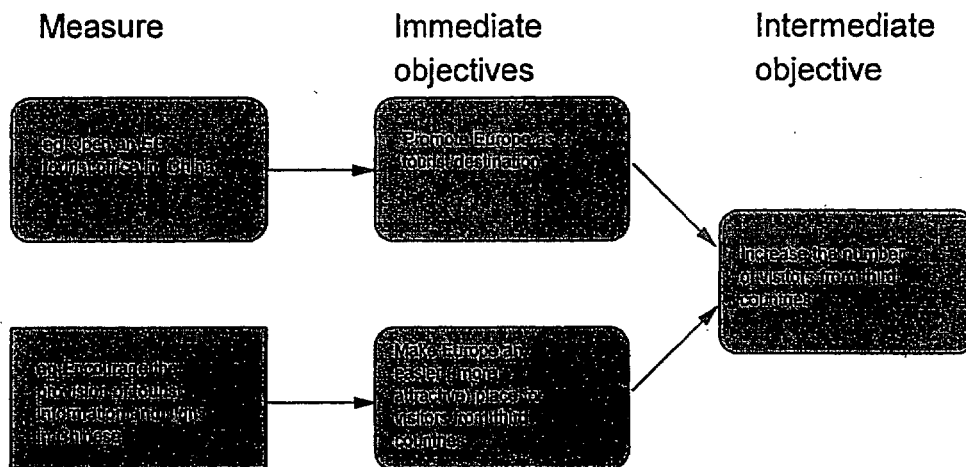 Measure
Immediate
objectives
Intermediate
objective
eg Open an EU
tourist office in China
Promote Europe as
tourist destination
Increase the number
of visitors from third
countries
eg Encourage the
provision of tourist
information and signs
in Chinese
Make Europe an
easier, more
attractive place to
visitors from third
countries